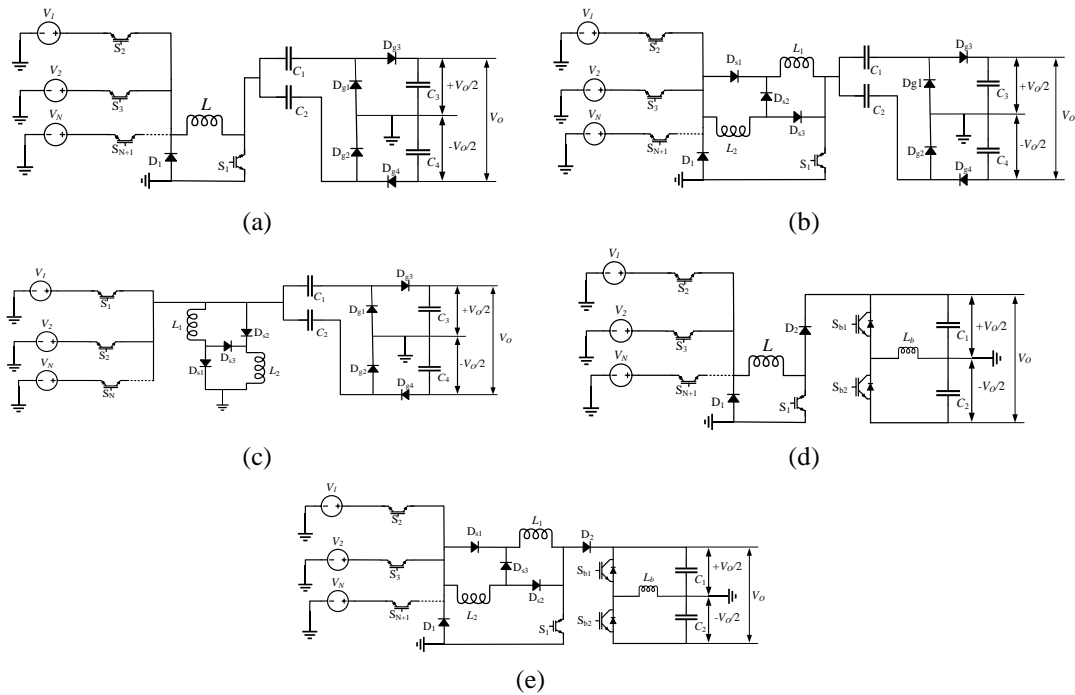 V1 S2 V2 S3 VN SN+1 D1 L S1 C1 C2 Dg1 Dg2 Dg3 Dg4 C3 C4 +VO/2 -VO/2 VO
(a)
V1 S2 V2 S3 VN SN+1 D1 Ds1 L1 Ds2 L2 Ds3 S1 C1 C2 Dg1 Dg2 Dg3 Dg4 C3 C4 +VO/2 -VO/2 VO
(b)
V1 S1 V2 S2 VN SN L1 Ds2 Ds3 Ds1 L2 C1 C2 Dg1 Dg2 Dg3 Dg4 C3 C4 +VO/2 -VO/2 VO
(c)
V1 S2 V2 S3 VN SN+1 D1 L S1 D2 Sb1 Sb2 Lb C1 C2 +VO/2 -VO/2 VO
(d)
V1 S2 V2 S3 VN SN+1 D1 Ds1 L1 Ds3 L2 Ds2 S1 D2 Sb1 Sb2 Lb C1 C2 +VO/2 -VO/2 VO
(e)